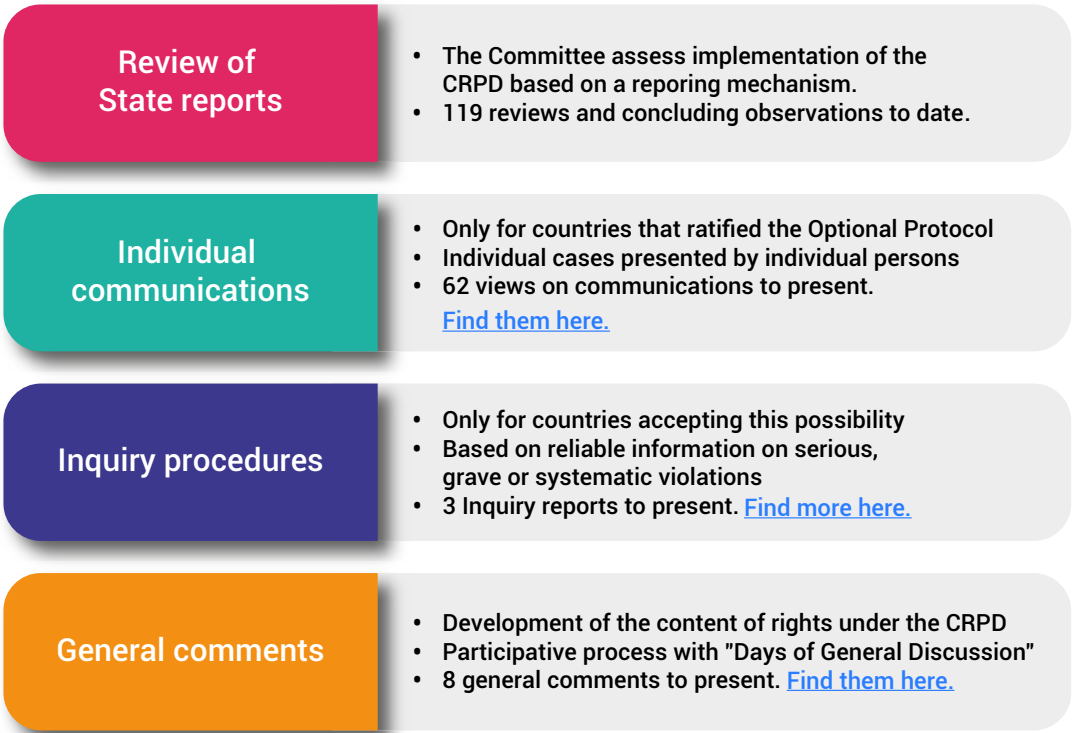 Review of
State reports
• The Committee assess implementation of the
CRPD based on a reporing mechanism.
• 119 reviews and concluding observations to date.
Individual
communications
• Only for countries that ratified the Optional Protocol
• Individual cases presented by individual persons
• 62 views on communications to present.
Find them here.
Inquiry procedures
• Only for countries accepting this possibility
• Based on reliable information on serious,
grave or systematic violations
• 3 Inquiry reports to present. Find more here.
General comments
• Development of the content of rights under the CRPD
• Participative process with "Days of General Discussion"
• 8 general comments to present. Find them here.